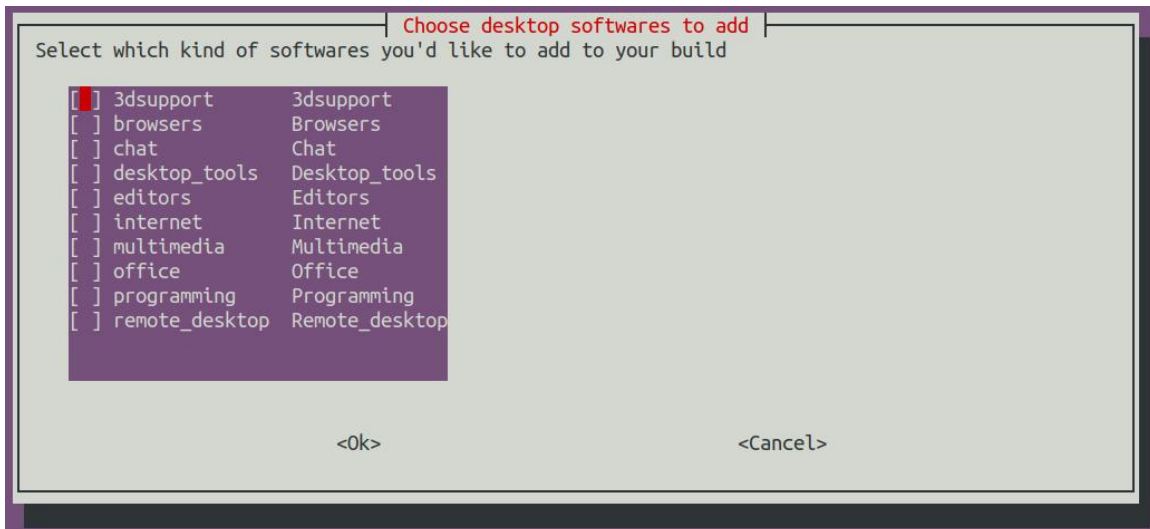 Choose desktop softwares to add
Select which kind of softwares you'd like to add to your build
[ ] 3dsupport 3dsupport
[ ] browsers Browsers
[ ] chat Chat
[ ] desktop_tools Desktop_tools
[ ] editors Editors
[ ] internet Internet
[ ] multimedia Multimedia
[ ] office Office
[ ] programming Programming
[ ] remote_desktop Remote_desktop
<Ok> <Cancel>